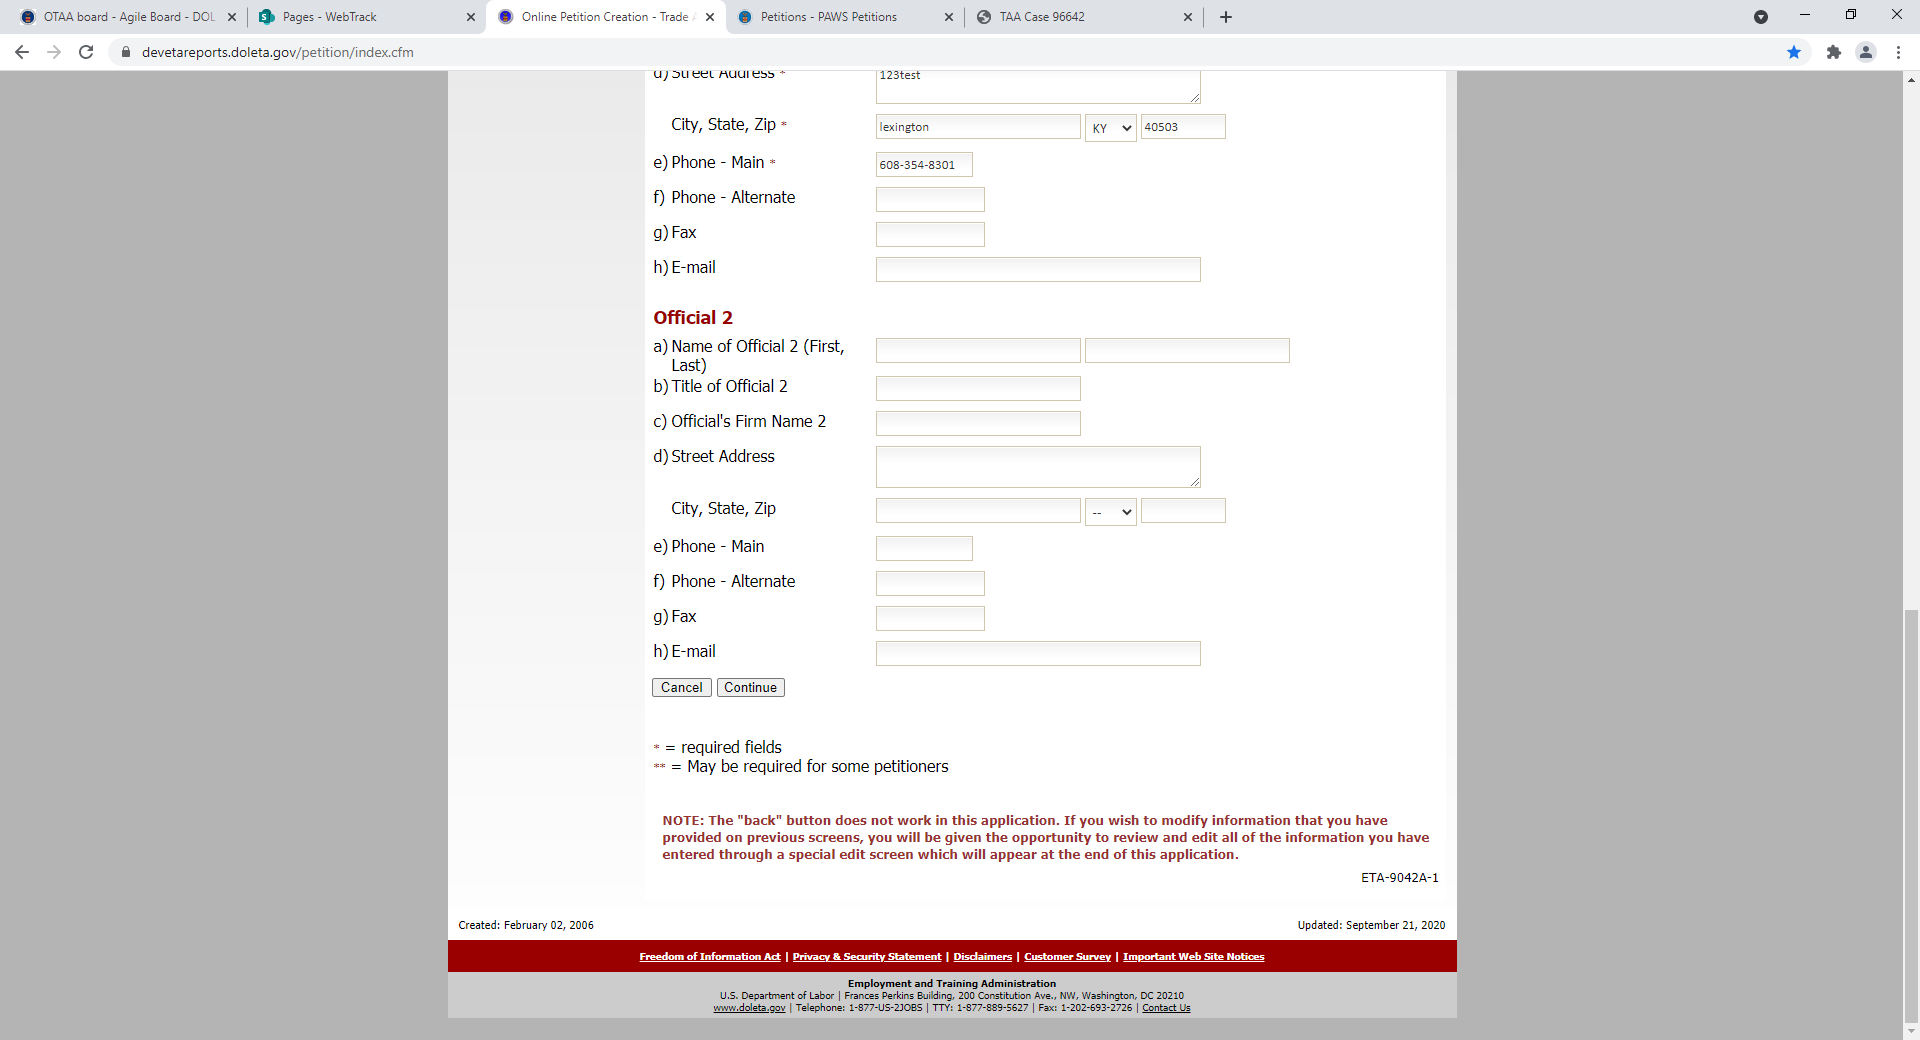 OTAA board - Agile Board - DOL
Pages - WebTrack
Online Petition Creation - Trade
Petitions - PAWS Petitions
TAA Case 96642
devetareports.doleta.gov/petition/index.cfm
d) Street Address *
123test
City, State, Zip *
lexington
KY
40503
e) Phone - Main *
608-354-8301
f) Phone - Alternate
g) Fax
h) E-mail
Official 2
a) Name of Official 2 (First,
Last)
b) Title of Official 2
c) Official's Firm Name 2
d) Street Address
City, State, Zip
--
e) Phone - Main
f) Phone - Alternate
g) Fax
h) E-mail
Cancel
Continue
* = required fields
** = May be required for some petitioners
NOTE: The "back" button does not work in this application. If you wish to modify information that you have
provided on previous screens, you will be given the opportunity to review and edit all of the information you have
entered through a special edit screen which will appear at the end of this application.
ETA-9042A-1
Created: February 02, 2006
Updated: September 21, 2020
Freedom of Information Act | Privacy & Security Statement | Disclaimers | Customer Survey | Important Web Site Notices
Employment and Training Administration
U.S. Department of Labor | Frances Perkins Building, 200 Constitution Ave., NW, Washington, DC 20210
www.doleta.gov | Telephone: 1-877-US-2JOBS | TTY: 1-877-889-5627 | Fax: 1-202-693-2726 | Contact Us